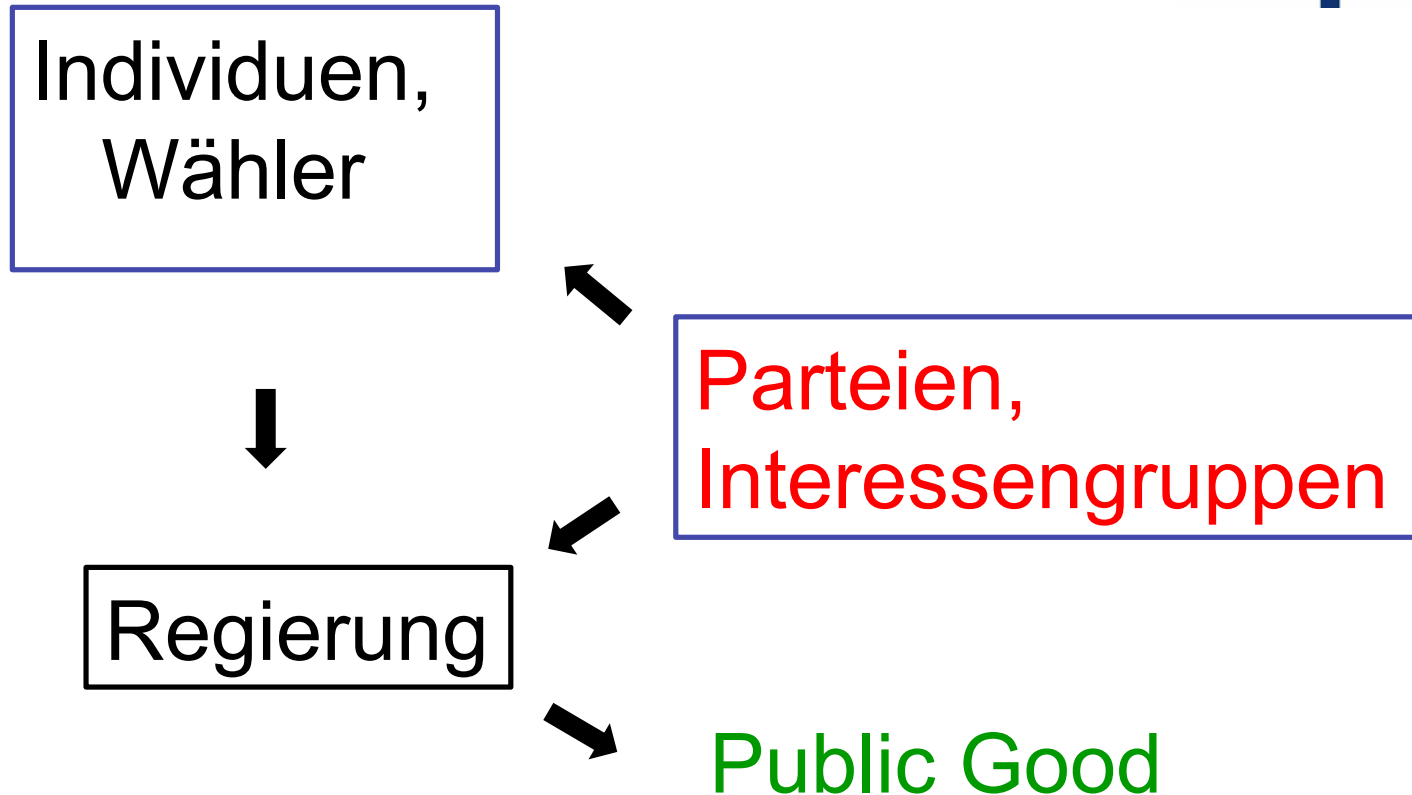 Individuen,
Wähler
Parteien,
Interessengruppen
Regierung
Public Good